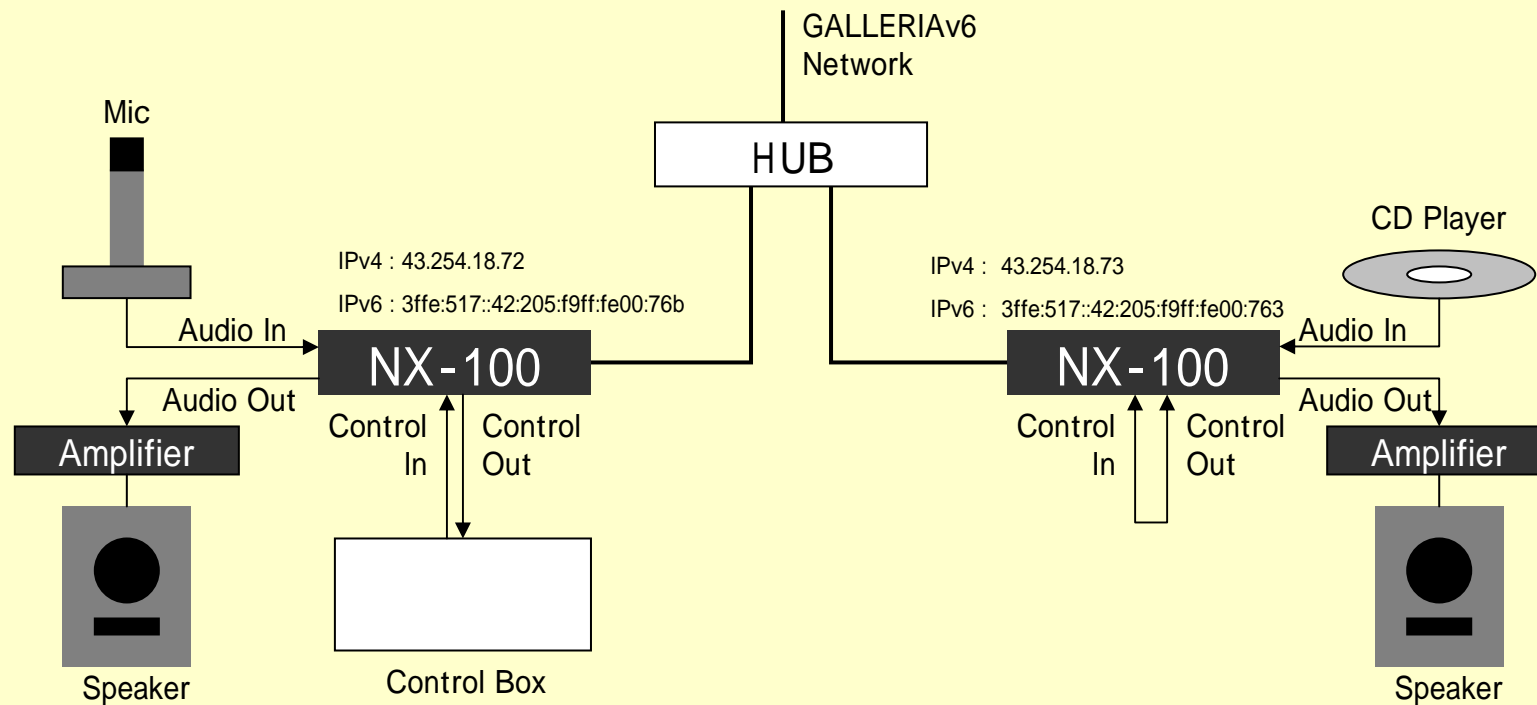 GALLERIAv6
Network
HUB
Mic
IPv4 : 43.254.18.72
IPv6 : 3ffe:517::42:205:f9ff:fe00:76b
Audio In
NX-100
Audio Out
Control
In
Control
Out
Amplifier
Speaker
Control Box
CD Player
IPv4 : 43.254.18.73
IPv6 : 3ffe:517::42:205:f9ff:fe00:763
Audio In
NX-100
Audio Out
Control
In
Control
Out
Amplifier
Speaker